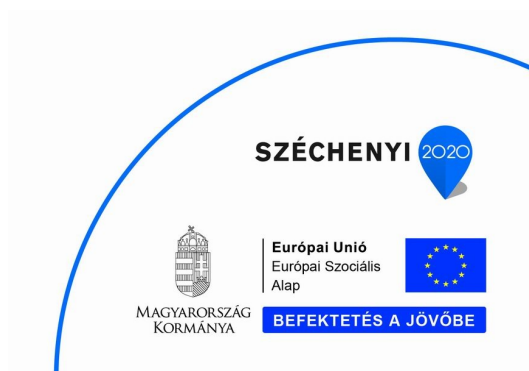 SZÉCHENYI 2020
Európai Unió
Európai Szociális
Alap
MAGYARORSZÁG
KORMÁNYA
BEFEKTETÉS A JÖVŐBE